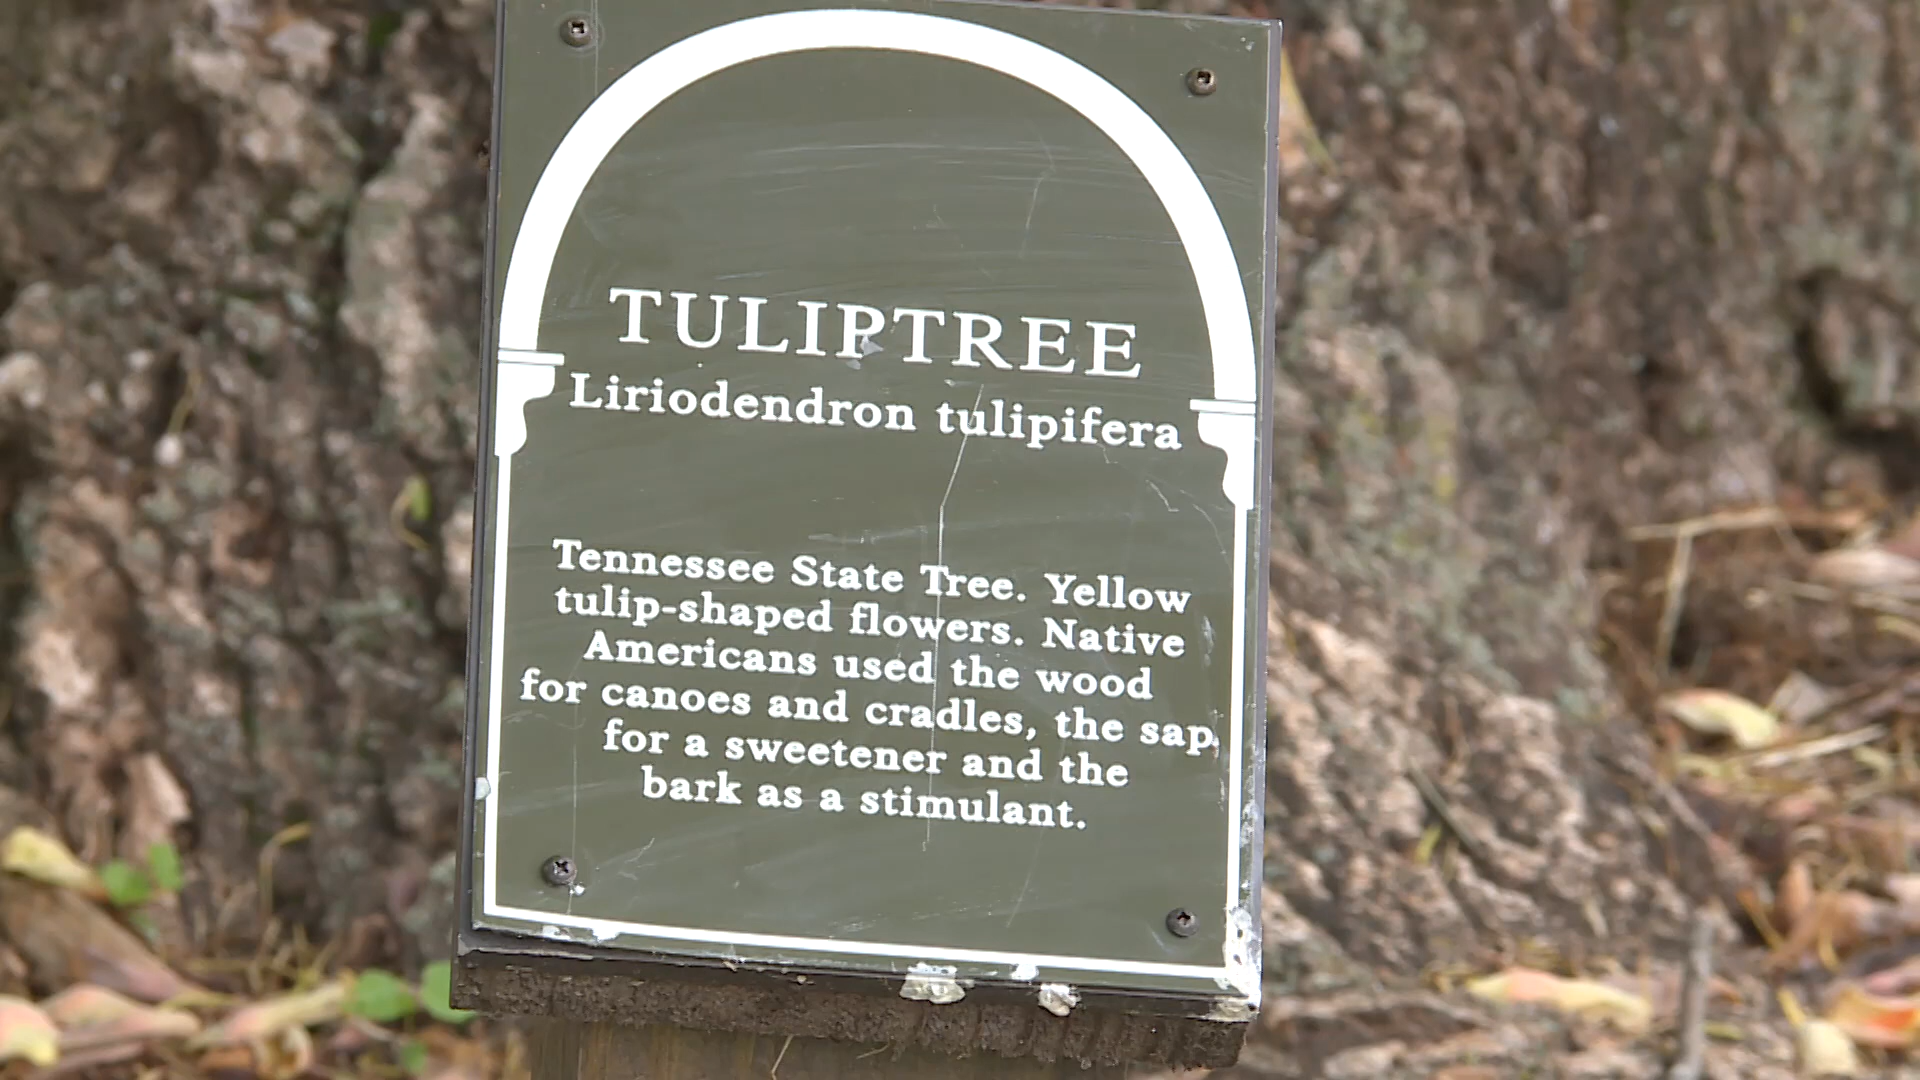 TULIPTREE
Liriodendron tulipifera
Tennessee State Tree. Yellow
tulip-shaped flowers. Native
Americans used the wood
for canoes and cradles, the sap
for a sweetener and the
bark as a stimulant.